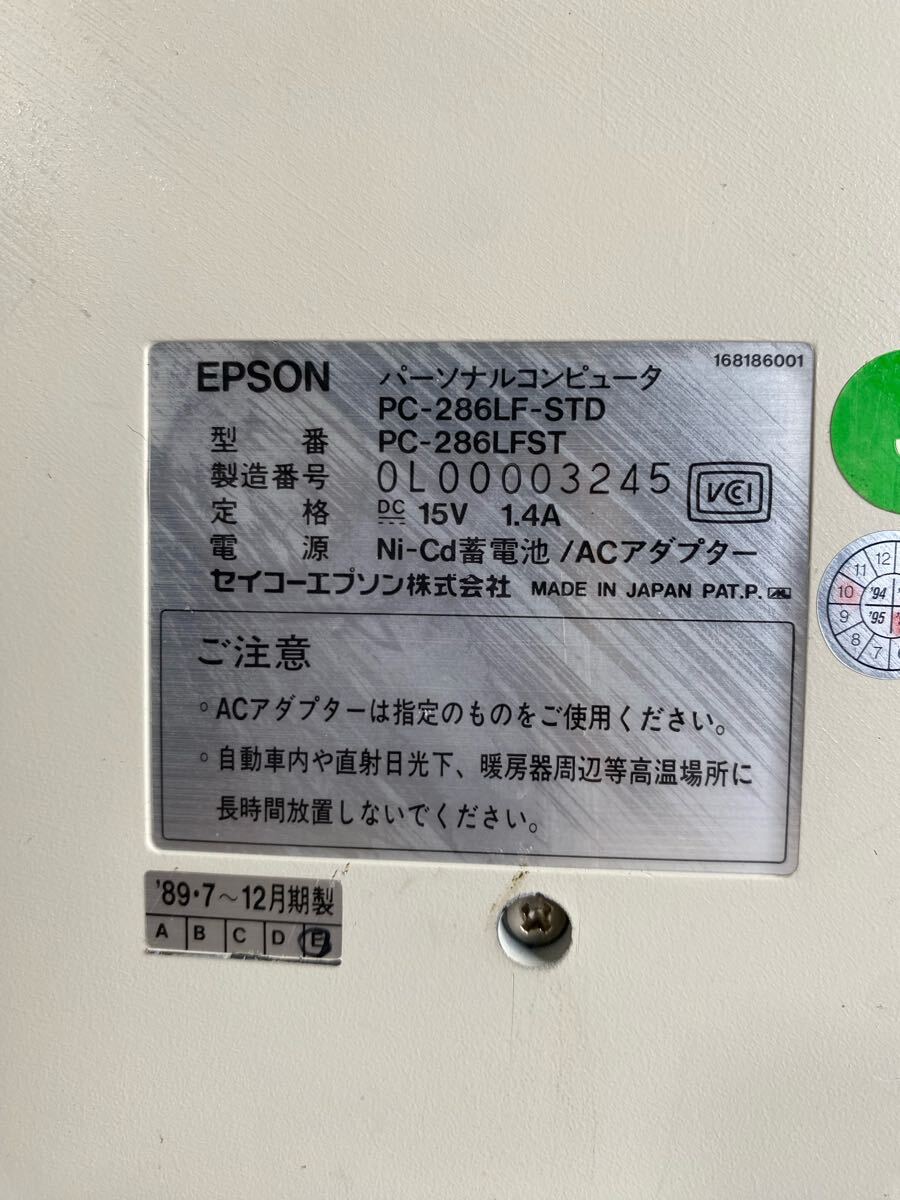 168186001
EPSON パーソナルコンピュータ
PC-286LF-STD
型番 PC-286LFST
製造番号 0L00003245
VCCI
定格 DC 15V 1.4A
電源 Ni-Cd蓄電池/ACアダプター
セイコーエプソン株式会社 MADE IN JAPAN PAT.P.
ご注意
○ACアダプターは指定のものをご使用ください。
○自動車内や直射日光下、暖房器周辺等高温場所に
長時間放置しないでください。
'89・7～12月期製
A B C D E
12
11
10 '94
9 '95
8 7